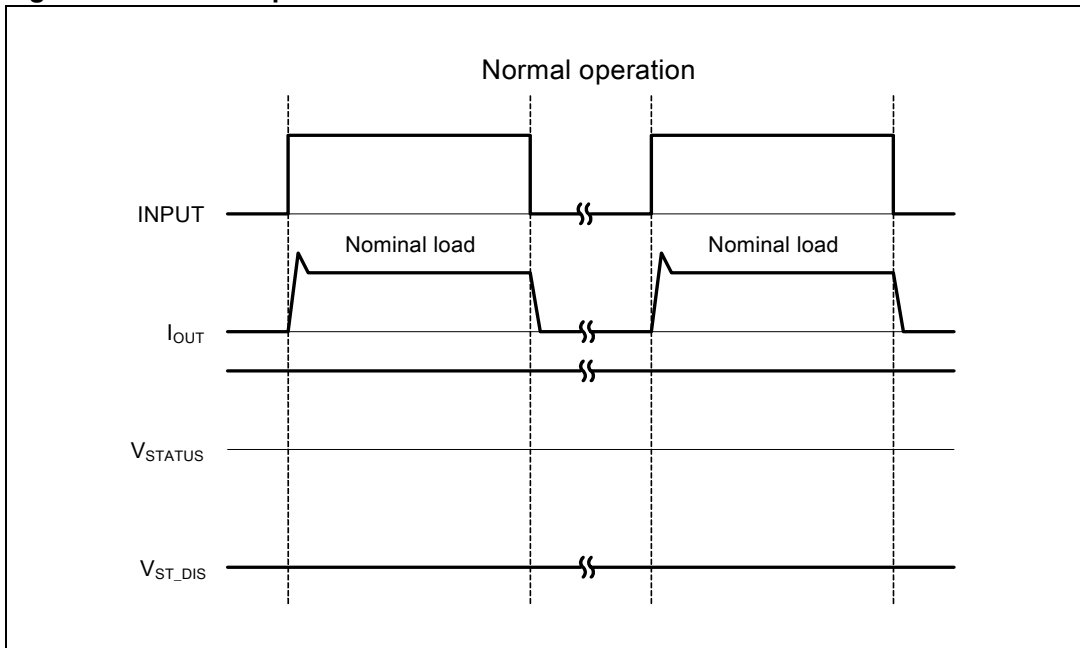 Normal operation
INPUT
Nominal load
Nominal load
IOUT
VSTATUS
VST_DIS